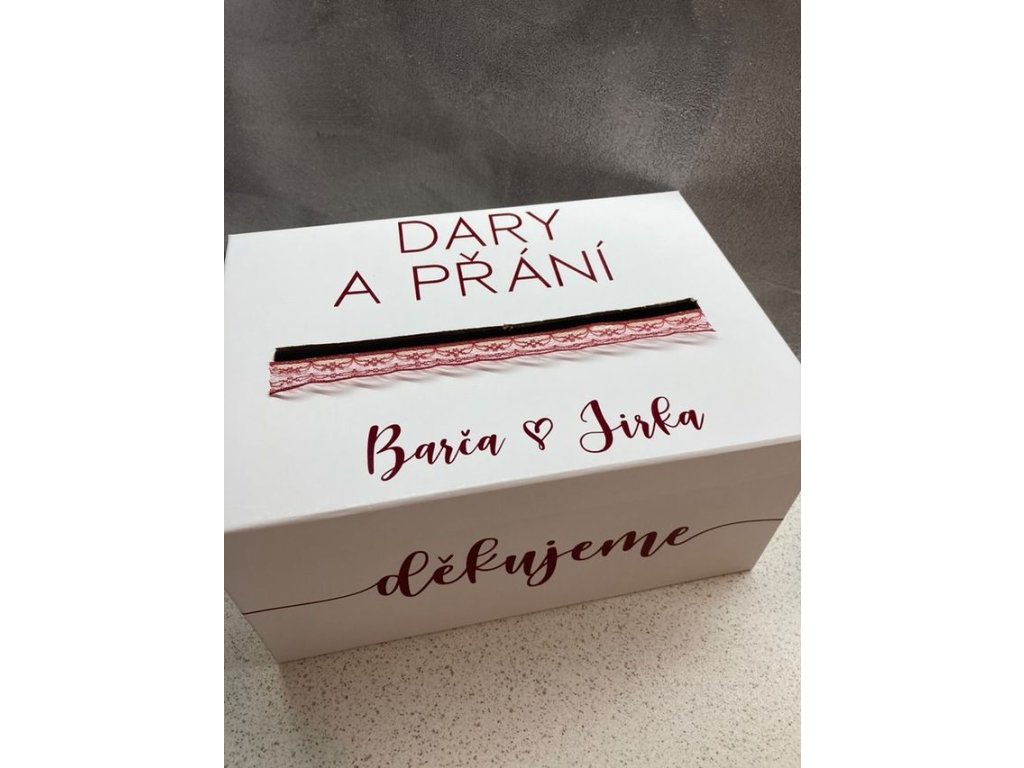 DARY
A PŘÁNÍ
Barča ♡ Jirka
děkujeme